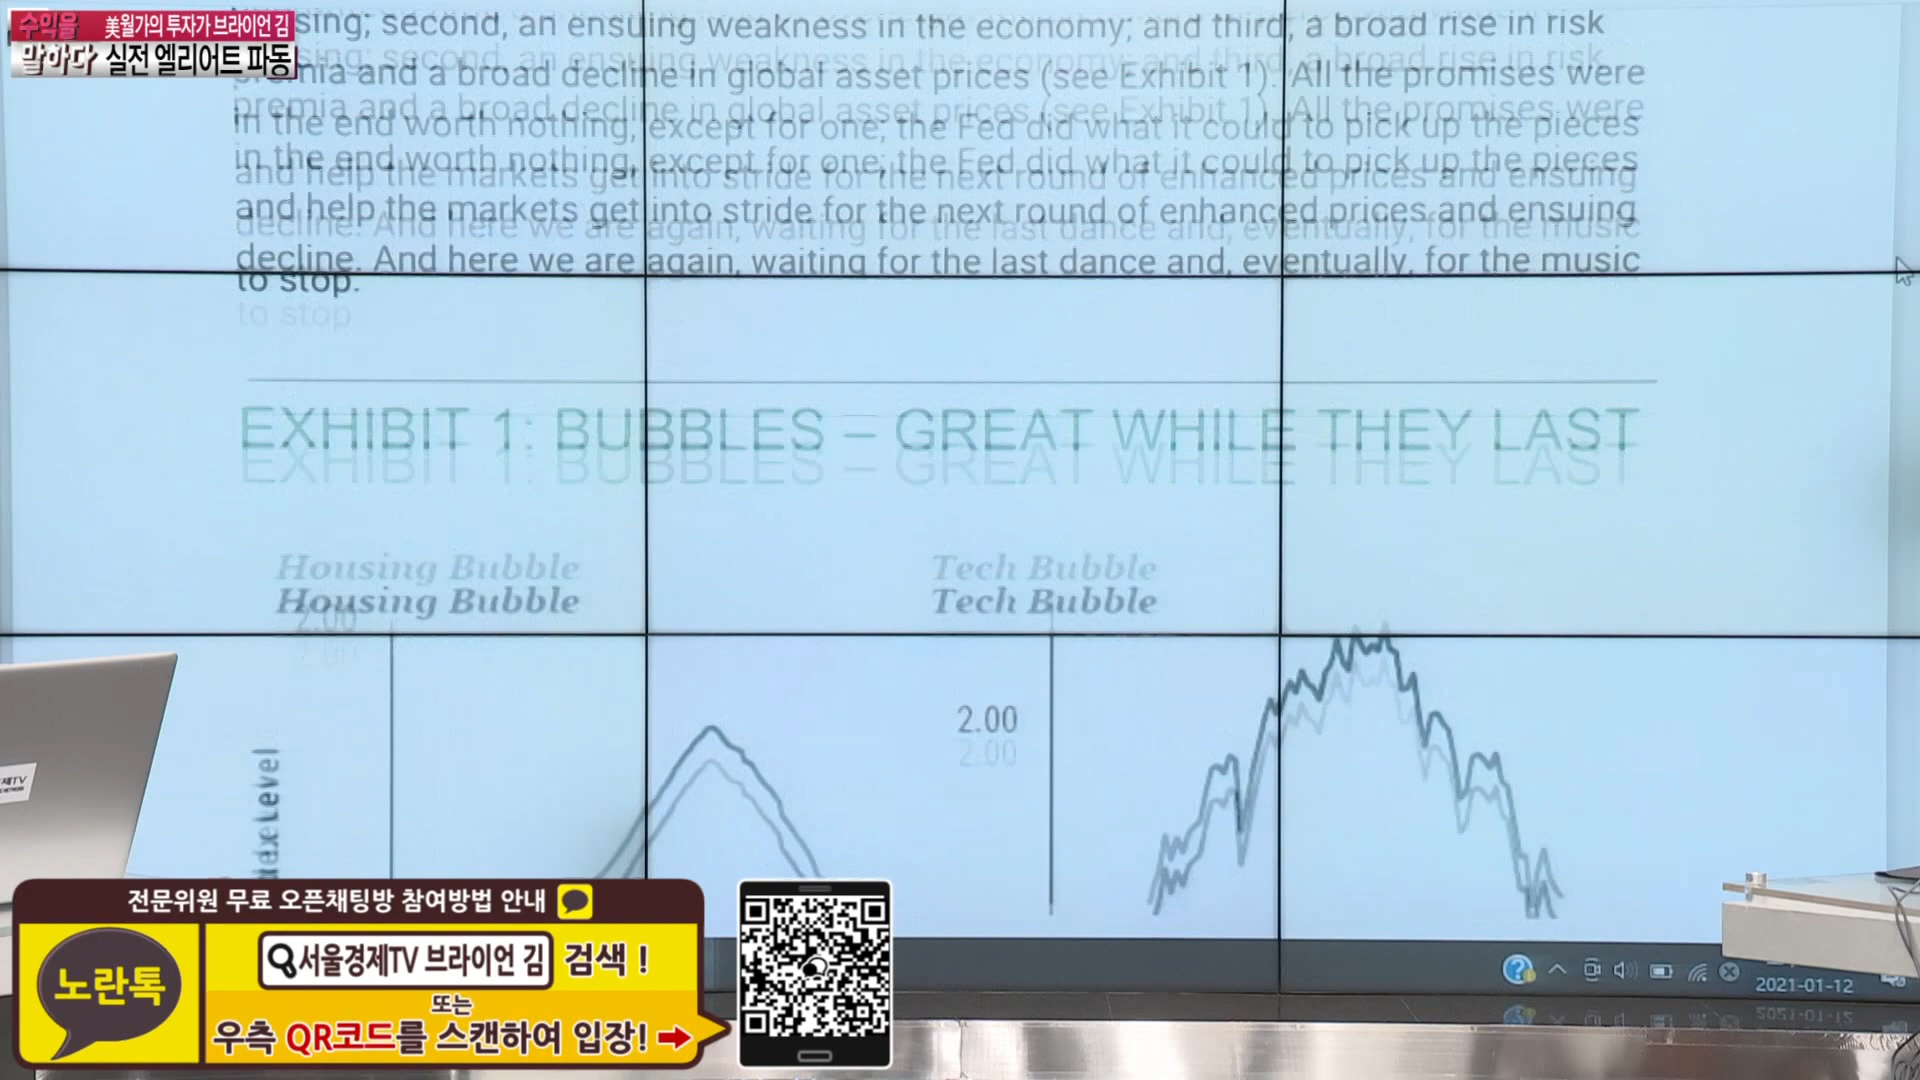 수익을 美월가의 투자가 브라이언 김
말하다 실전 엘리어트 파동
sing; second, an ensuing weakness in the economy; and third, a broad rise in risk
premia and a broad decline in global asset prices (see Exhibit 1). All the promises were
in the end worth nothing, except for one; the Fed did what it could to pick up the pieces
and help the markets get into stride for the next round of enhanced prices and ensuing
decline. And here we are again, waiting for the last dance and, eventually, for the music
to stop.
EXHIBIT 1: BUBBLES – GREAT WHILE THEY LAST
Housing Bubble
Tech Bubble
2.00
2.00
Level
제TV
전문위원 무료 오픈채팅방 참여방법 안내
노란톡
서울경제TV 브라이언 김 검색 !
또는
우측 QR코드를 스캔하여 입장!
2021-01-12